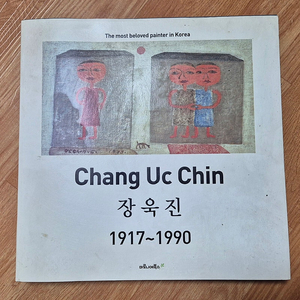 The most beloved painter in Korea
Chang Uc Chin
장욱진
1917~1990